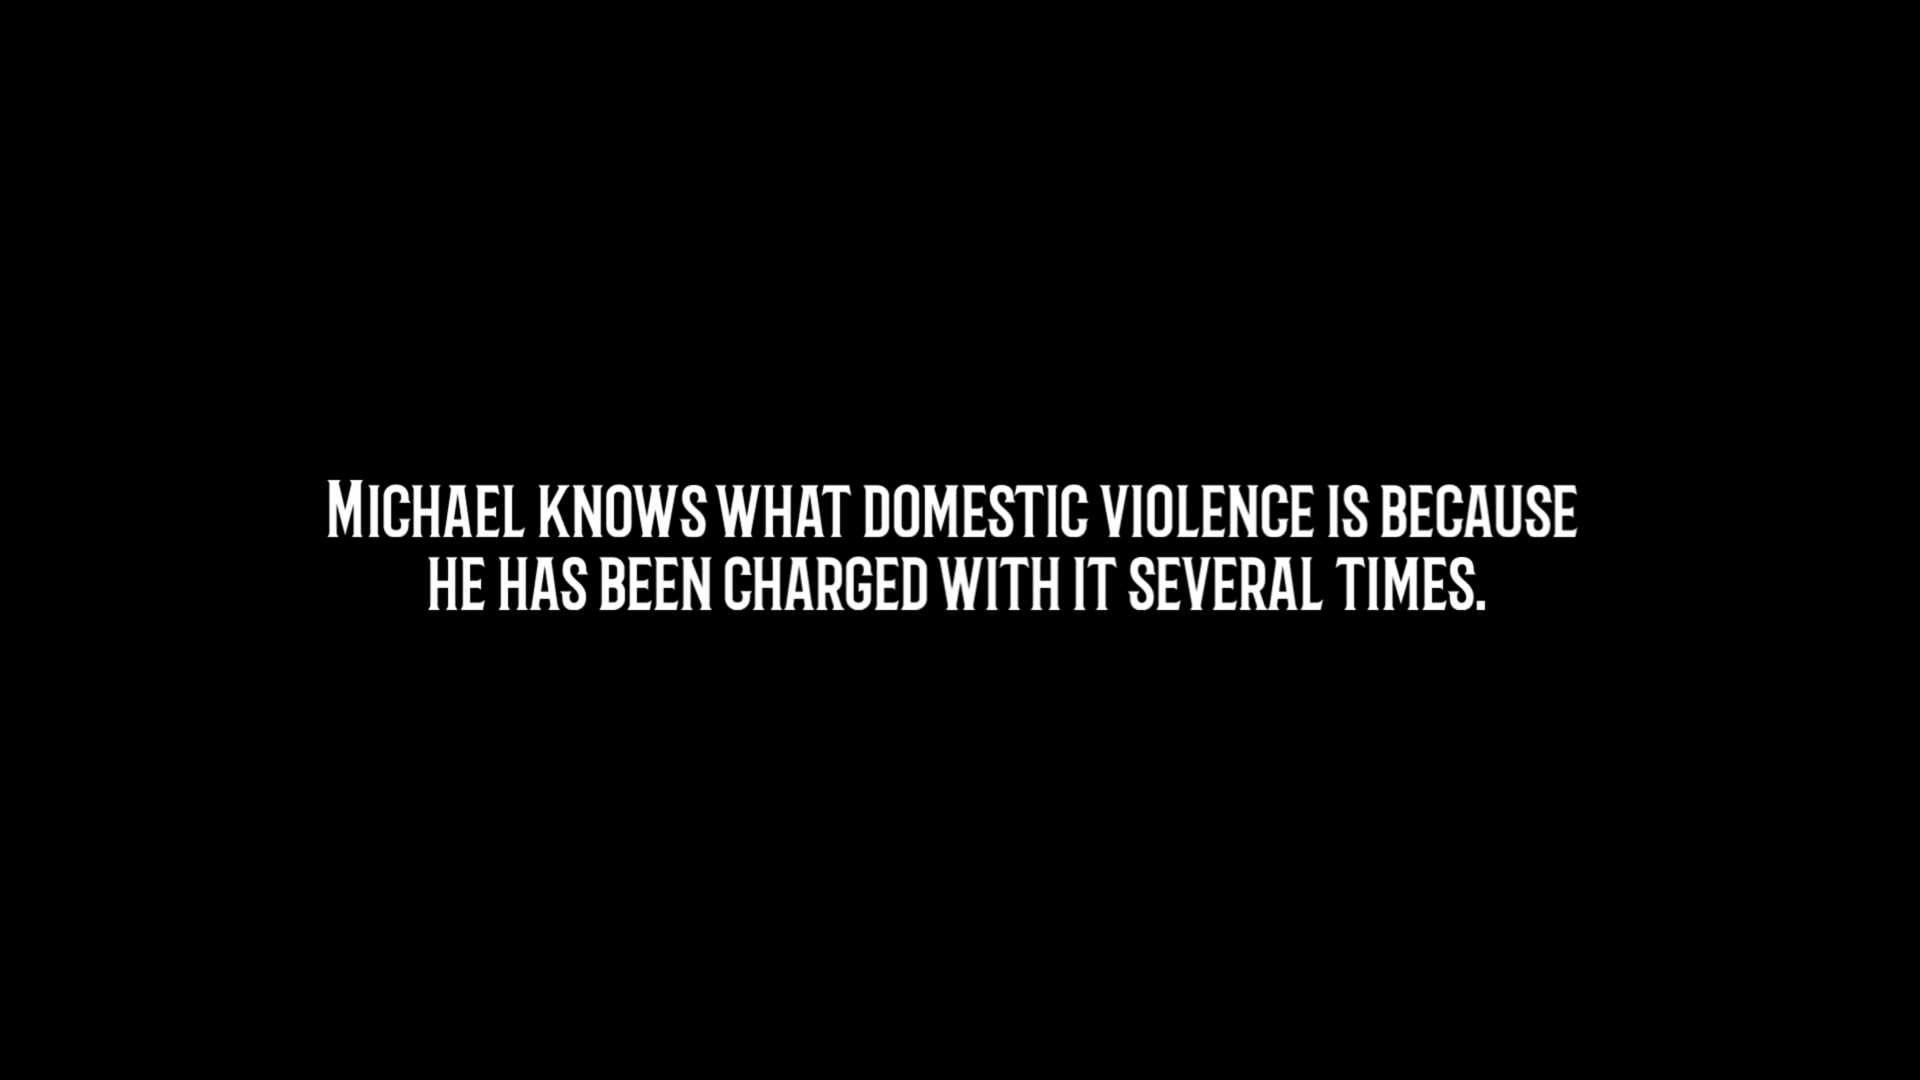 Michael knows what domestic violence is because
he has been charged with it several times.